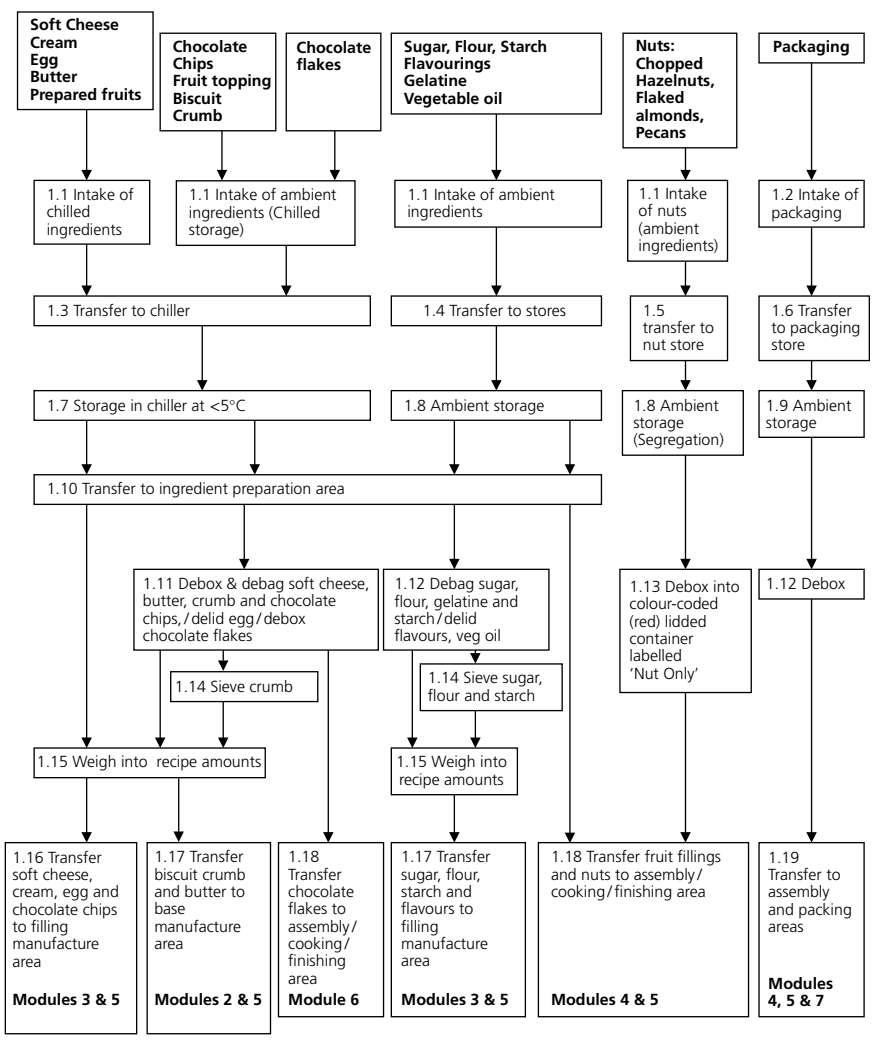 Soft Cheese
Cream
Egg
Butter
Prepared fruits
Chocolate
Chips
Fruit topping
Biscuit
Crumb
Chocolate
flakes
Sugar, Flour, Starch
Flavourings
Gelatine
Vegetable oil
Nuts:
Chopped
Hazelnuts,
Flaked
almonds,
Pecans
Packaging
1.1 Intake of
chilled
ingredients
1.1 Intake of ambient
ingredients (Chilled
storage)
1.1 Intake of ambient
ingredients
1.1 Intake
of nuts
(ambient
ingredients)
1.2 Intake of
packaging
1.3 Transfer to chiller
1.4 Transfer to stores
1.5
transfer to
nut store
1.6 Transfer
to packaging
store
1.7 Storage in chiller at <5°C
1.8 Ambient storage
1.8 Ambient
storage
(Segregation)
1.9 Ambient
storage
1.10 Transfer to ingredient preparation area
1.11 Debox & debag soft cheese,
butter, crumb and chocolate
chips,/delid egg/debox
chocolate flakes
1.12 Debag sugar,
flour, gelatine and
starch/delid
flavours, veg oil
1.13 Debox into
colour-coded
(red) lidded
container
labelled
'Nut Only'
1.12 Debox
1.14 Sieve crumb
1.14 Sieve sugar,
flour and starch
1.15 Weigh into recipe amounts
1.15 Weigh into
recipe amounts
1.16 Transfer
soft cheese,
cream, egg and
chocolate chips
to filling
manufacture
area
Modules 3 & 5
1.17 Transfer
biscuit crumb
and butter to
base
manufacture
area
Modules 2 & 5
1.18
Transfer
chocolate
flakes to
assembly/
cooking/
finishing
area
Module 6
1.17 Transfer
sugar, flour,
starch and
flavours to
filling
manufacture
area
Modules 3 & 5
1.18 Transfer fruit fillings
and nuts to assembly/
cooking/finishing area
Modules 4 & 5
1.19
Transfer to
assembly
and packing
areas
Modules
4, 5 & 7